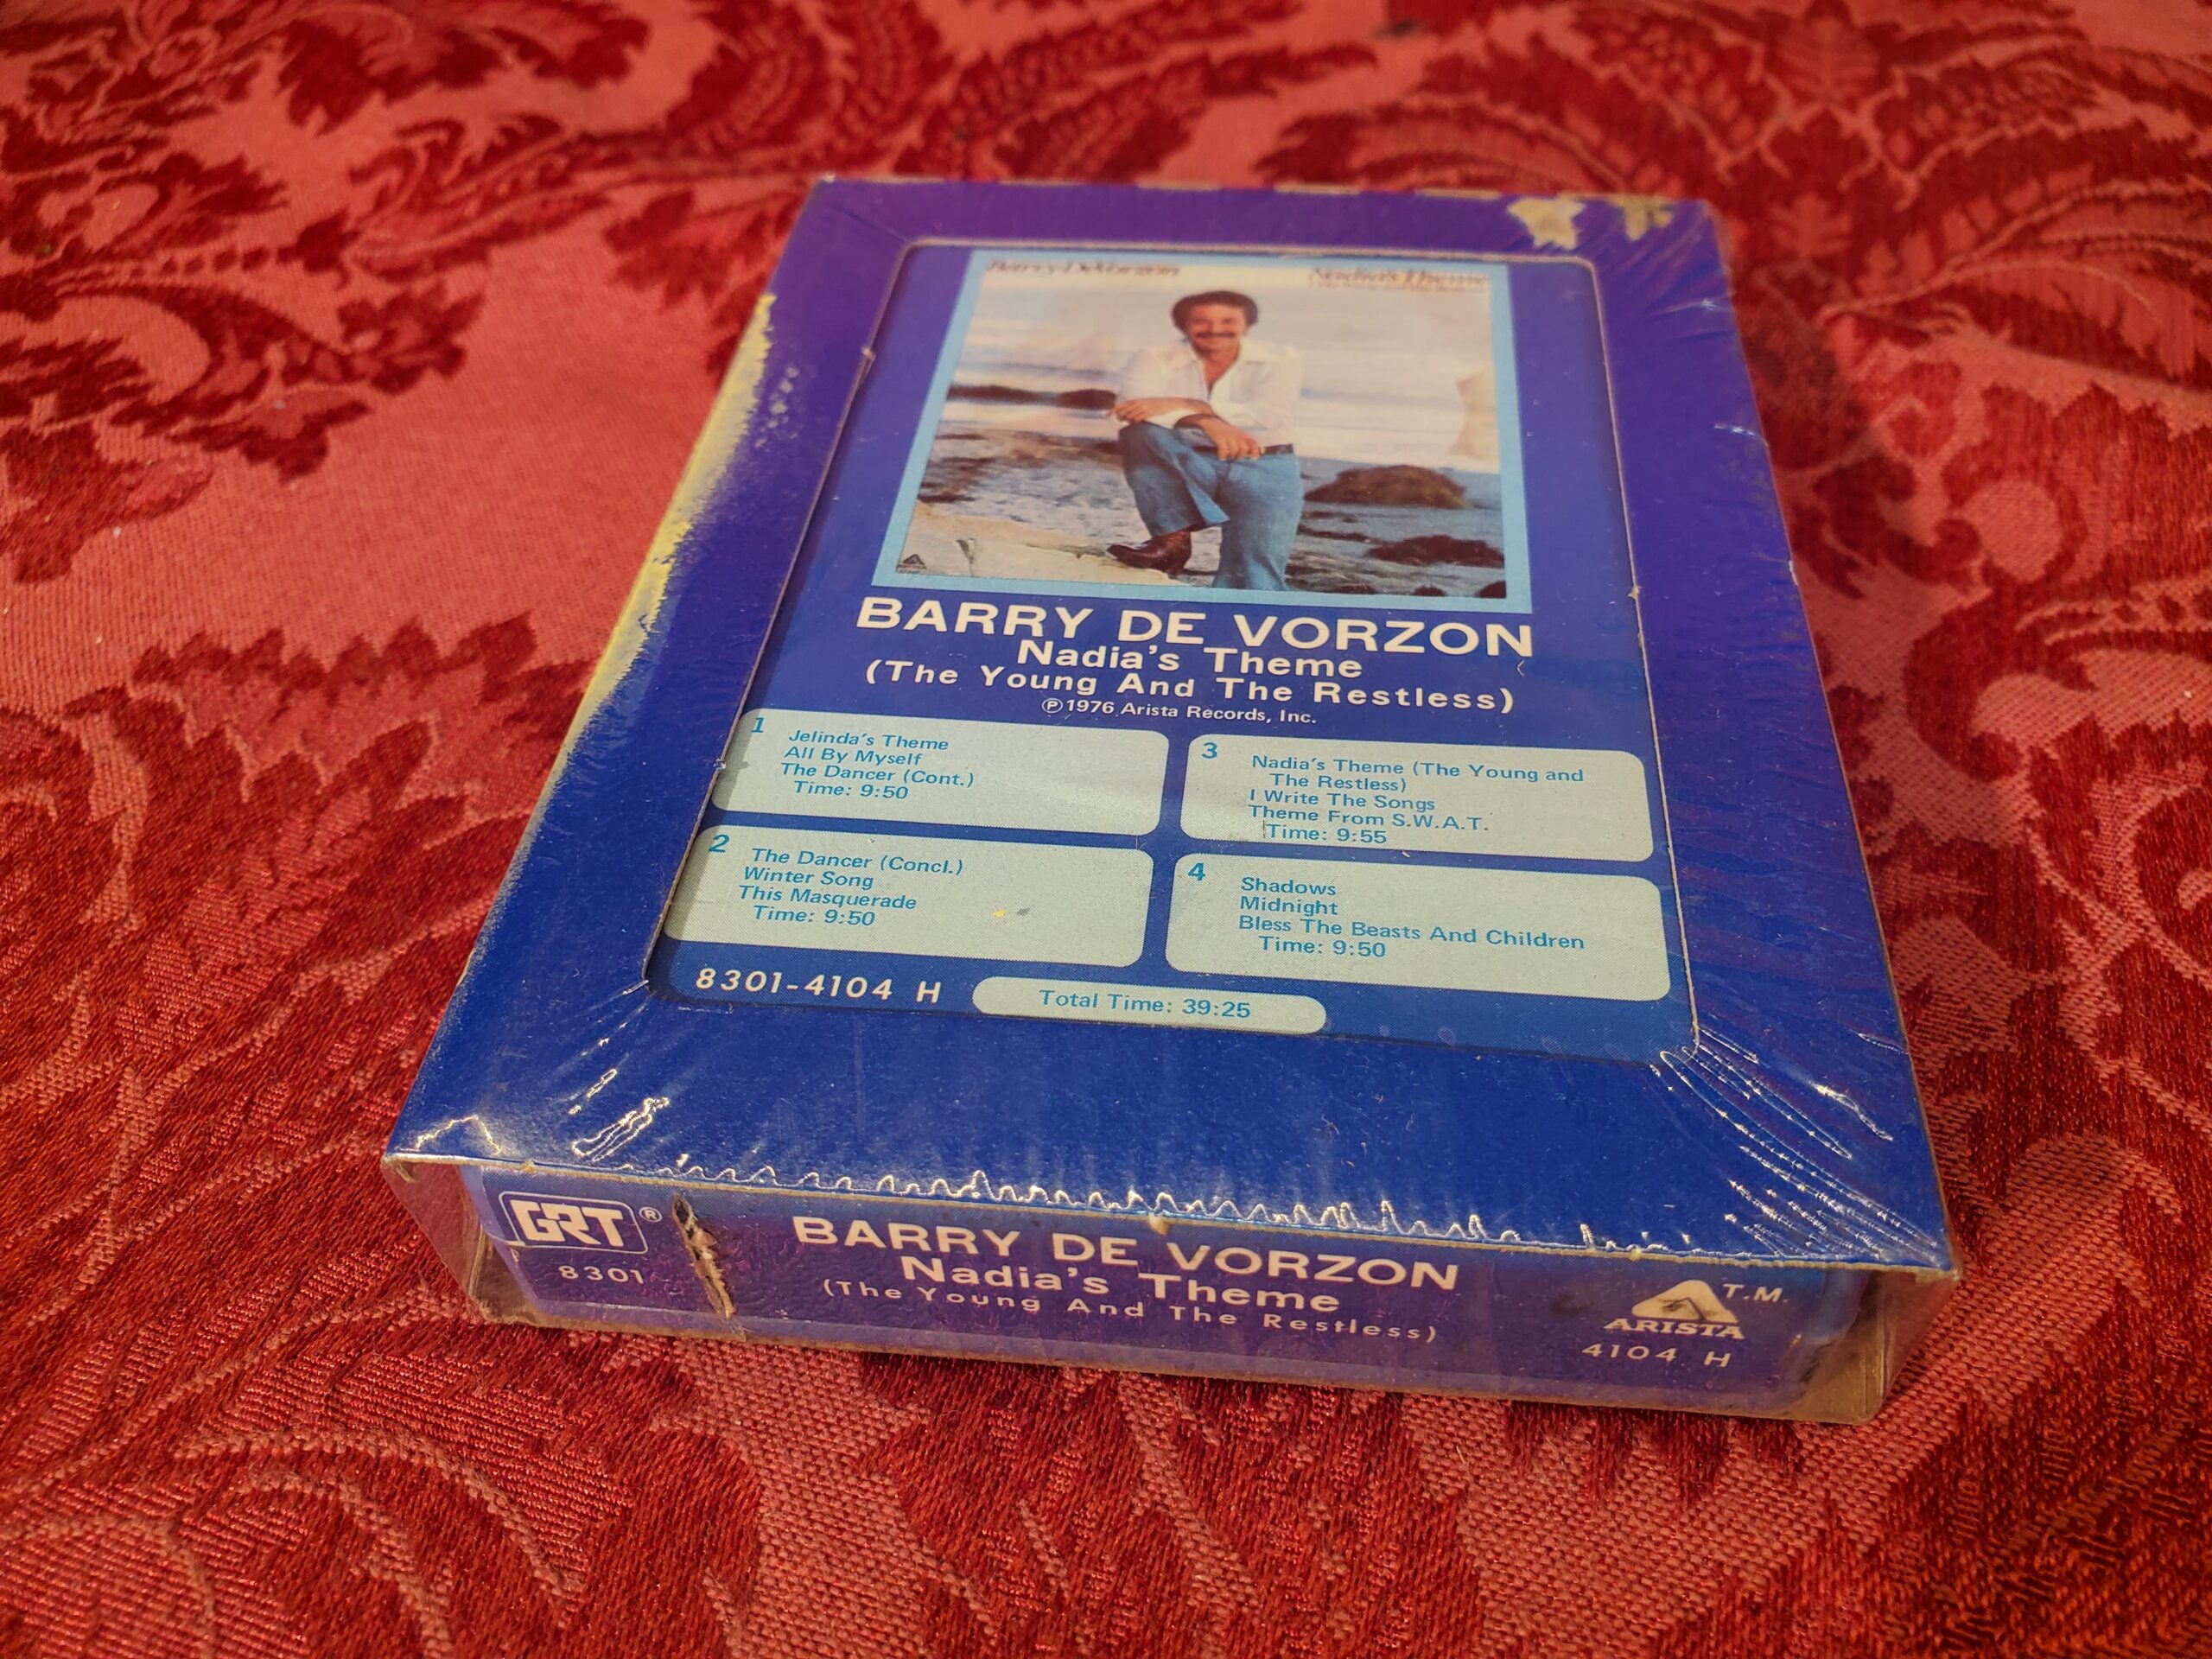 Barry DeVorzon
Nadia's Theme
BARRY DE VORZON
Nadia's Theme
(The Young And The Restless)
Ⓟ1976 Arista Records, Inc.
1
Jelinda's Theme
All By Myself
The Dancer (Cont.)
Time: 9:50
2
The Dancer (Concl.)
Winter Song
This Masquerade
Time: 9:50
3
Nadia's Theme (The Young and
The Restless)
I Write The Songs
Theme From S.W.A.T.
Time: 9:55
4
Shadows
Midnight
Bless The Beasts And Children
Time: 9:50
8301-4104 H
Total Time: 39:25
GRT®
8301
BARRY DE VORZON
Nadia's Theme
(The Young And The Restless)
T.M.
ARISTA
4104 H